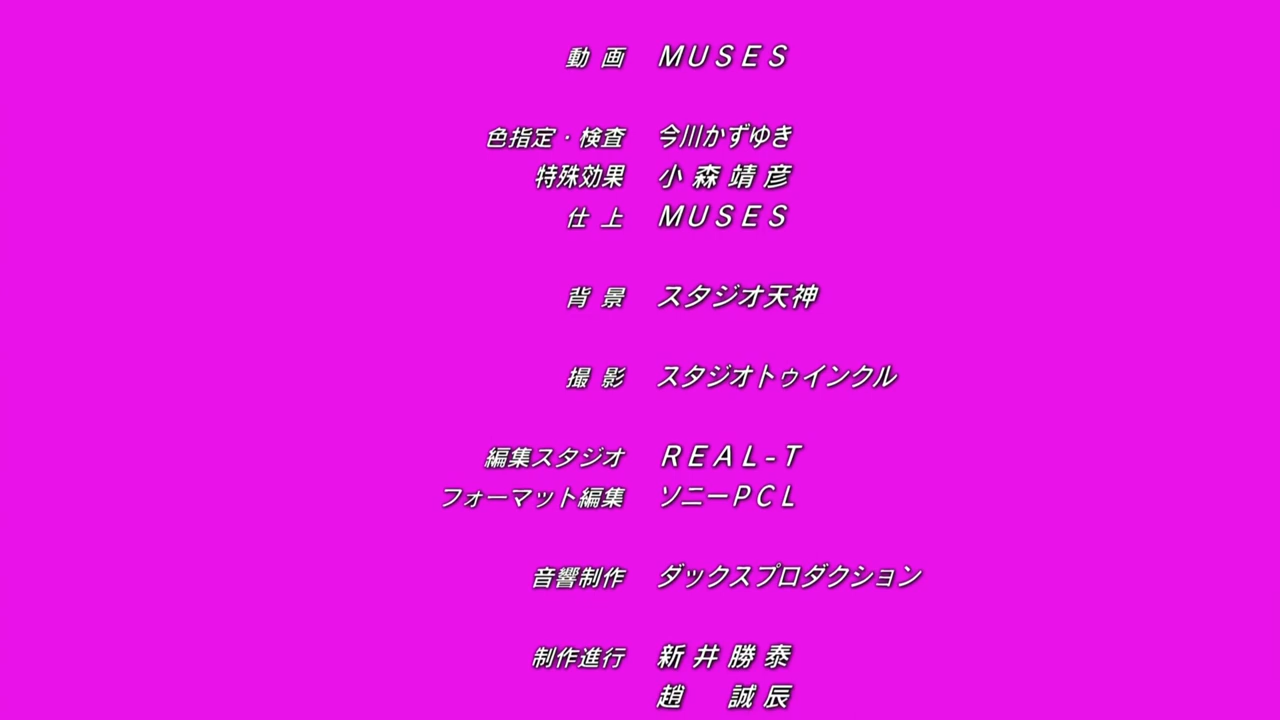 動画 MUSES
色指定・検査 今川かずゆき
特殊効果 小森靖彦
仕上 MUSES
背景 スタジオ天神
撮影 スタジオトゥインクル
編集スタジオ REAL-T
フォーマット編集 ソニーPCL
音響制作 ダックスプロダクション
制作進行 新井勝泰
趙 誠辰